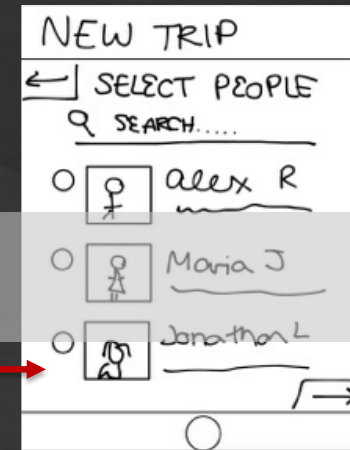 NEW TRIP
SELECT PEOPLE
SEARCH.....
alex R
Maria J
Jonathan L